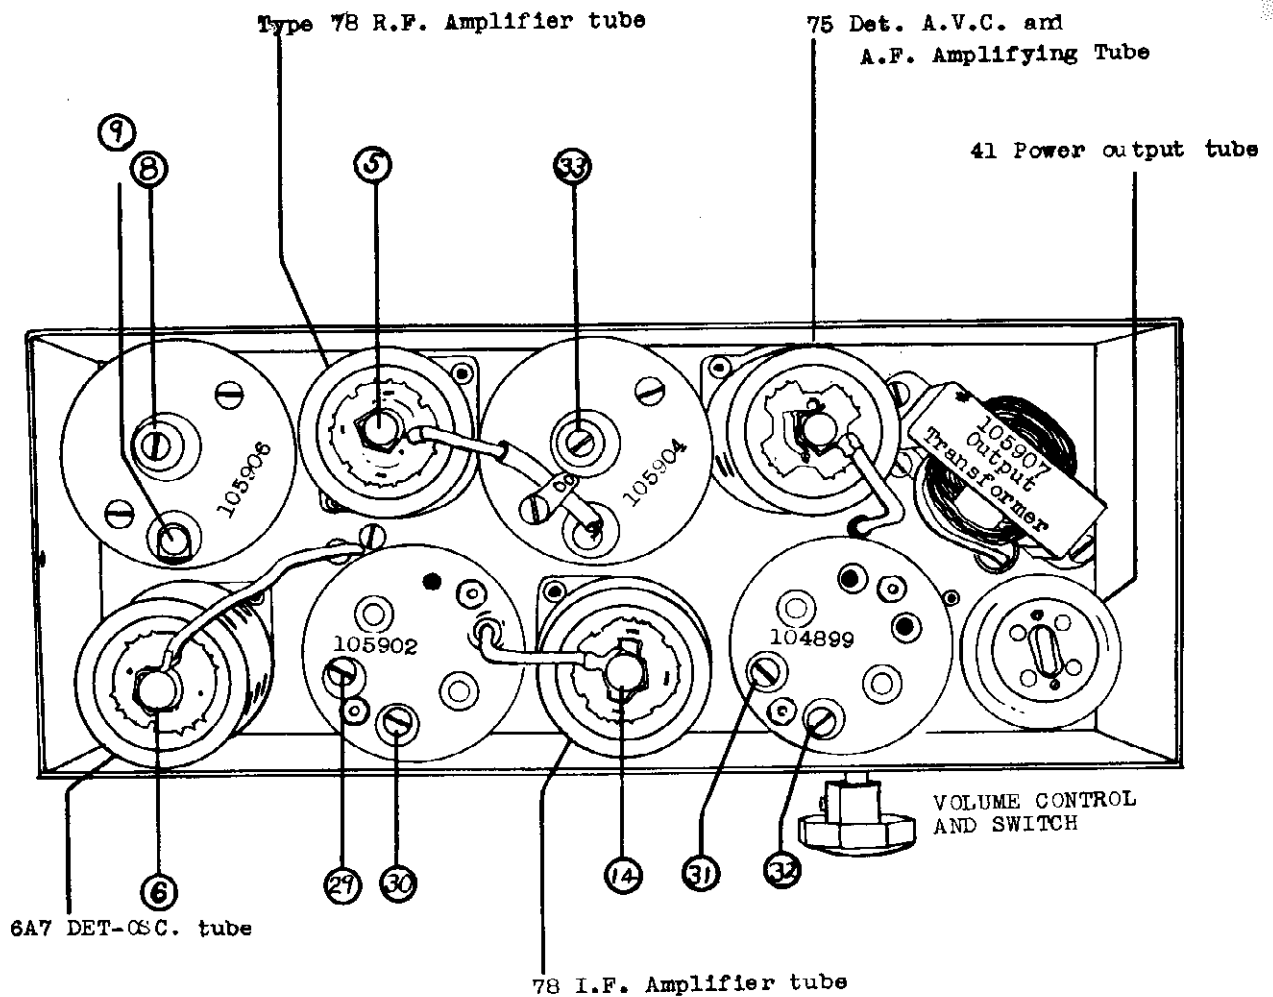 Type 78 R.F. Amplifier tube
75 Det. A.V.C. and
A.F. Amplifying Tube
41 Power output tube
9
8
5
33
105906
105904
105907
Output
Transformer
105902
104899
VOLUME CONTROL
AND SWITCH
6
29
30
14
31
32
6A7 DET-OSC. tube
78 I.F. Amplifier tube